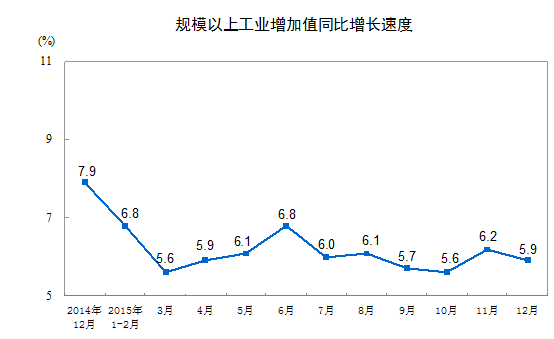 规模以上工业增加值同比增长速度
(%)
11
9
7
5
7.9
6.8
5.6
5.9
6.1
6.8
6.0
6.1
5.7
5.6
6.2
5.9
2014年
12月
2015年
1-2月
3月
4月
5月
6月
7月
8月
9月
10月
11月
12月